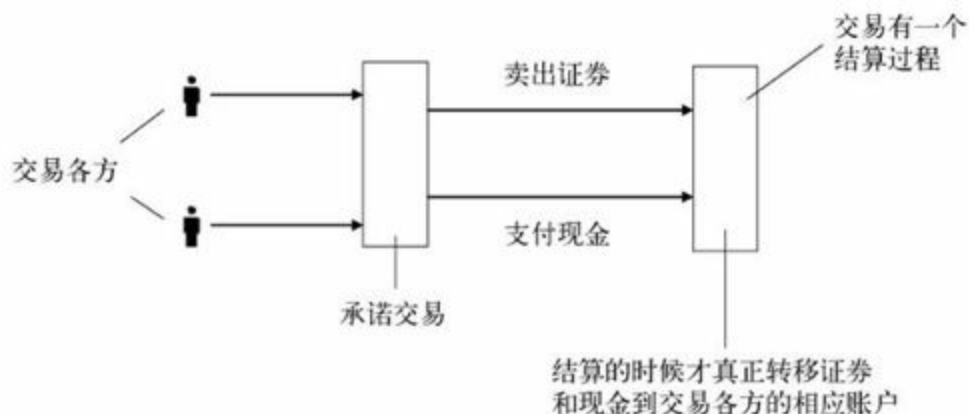 交易有一个
结算过程
卖出证券
交易各方
支付现金
承诺交易
结算的时候才真正转移证券
和现金到交易各方的相应账户